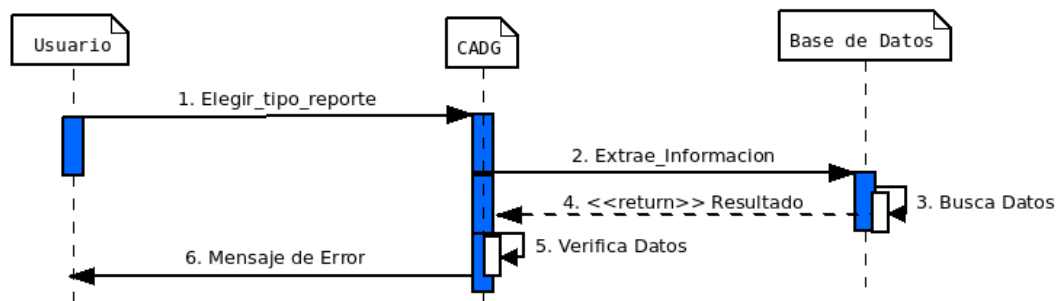 Usuario
CADG
Base de Datos
1. Elegir_tipo_reporte
2. Extrae_Informacion
3. Busca Datos
4. <<return>> Resultado
5. Verifica Datos
6. Mensaje de Error